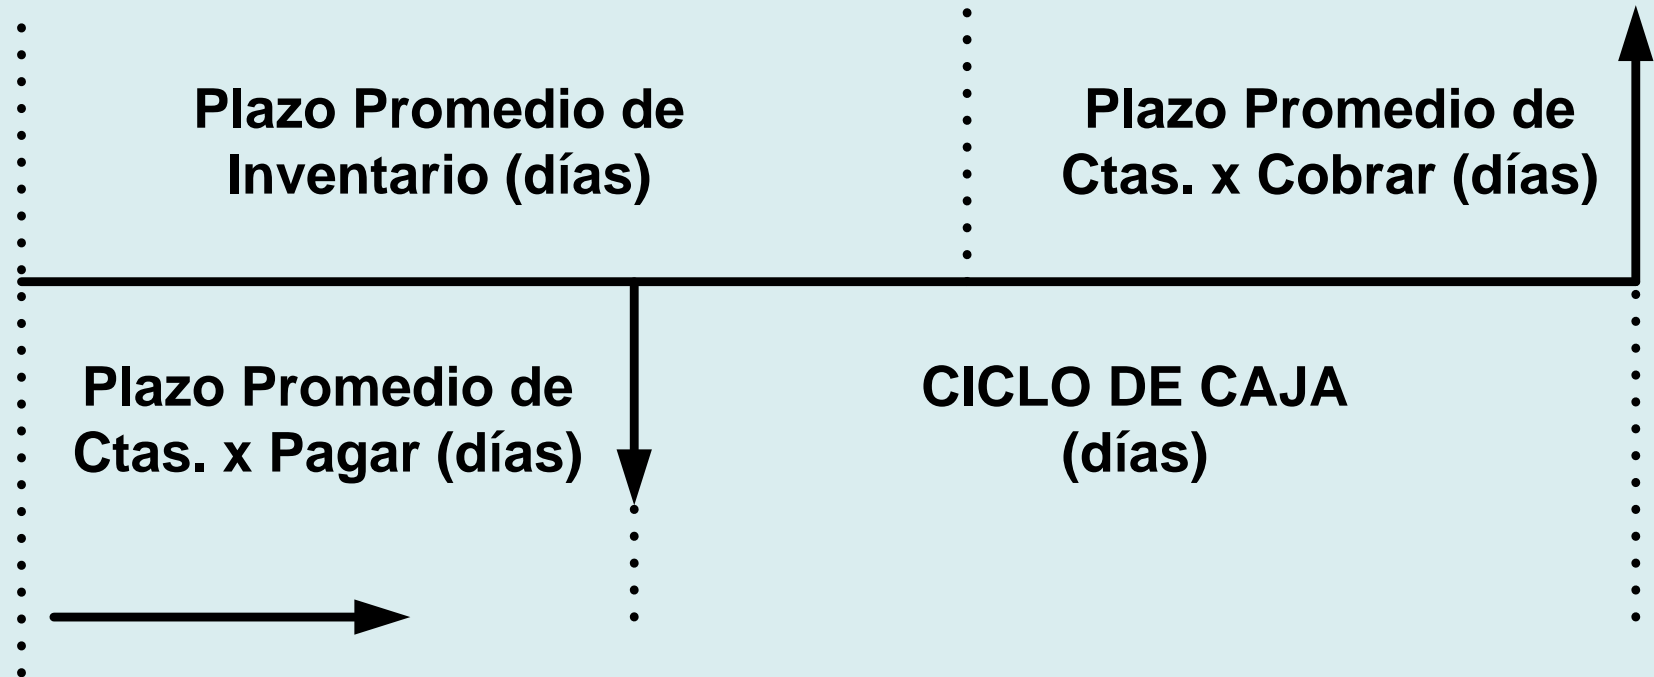 Plazo Promedio de
Inventario (días)
Plazo Promedio de
Ctas. x Cobrar (días)
Plazo Promedio de
Ctas. x Pagar (días)
CICLO DE CAJA
(días)